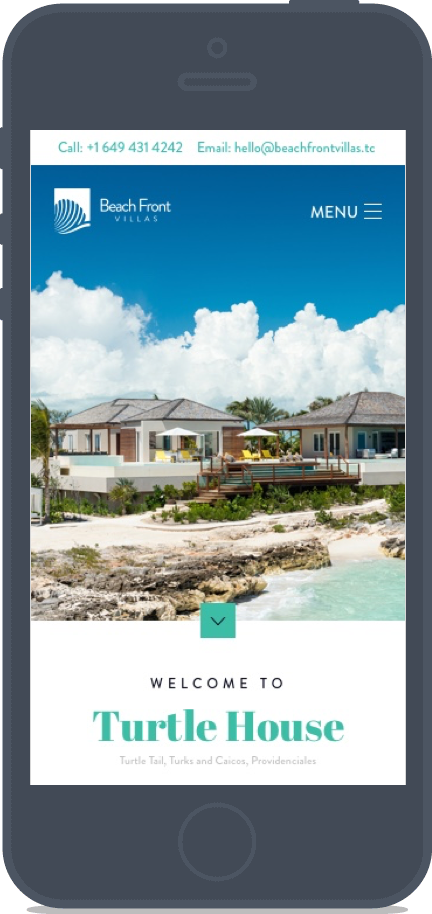 Call: +1 649 431 4242 Email: hello@beachfrontvillas.tc
Beach Front
VILLAS
MENU
WELCOME TO
Turtle House
Turtle Tail, Turks and Caicos, Providenciales